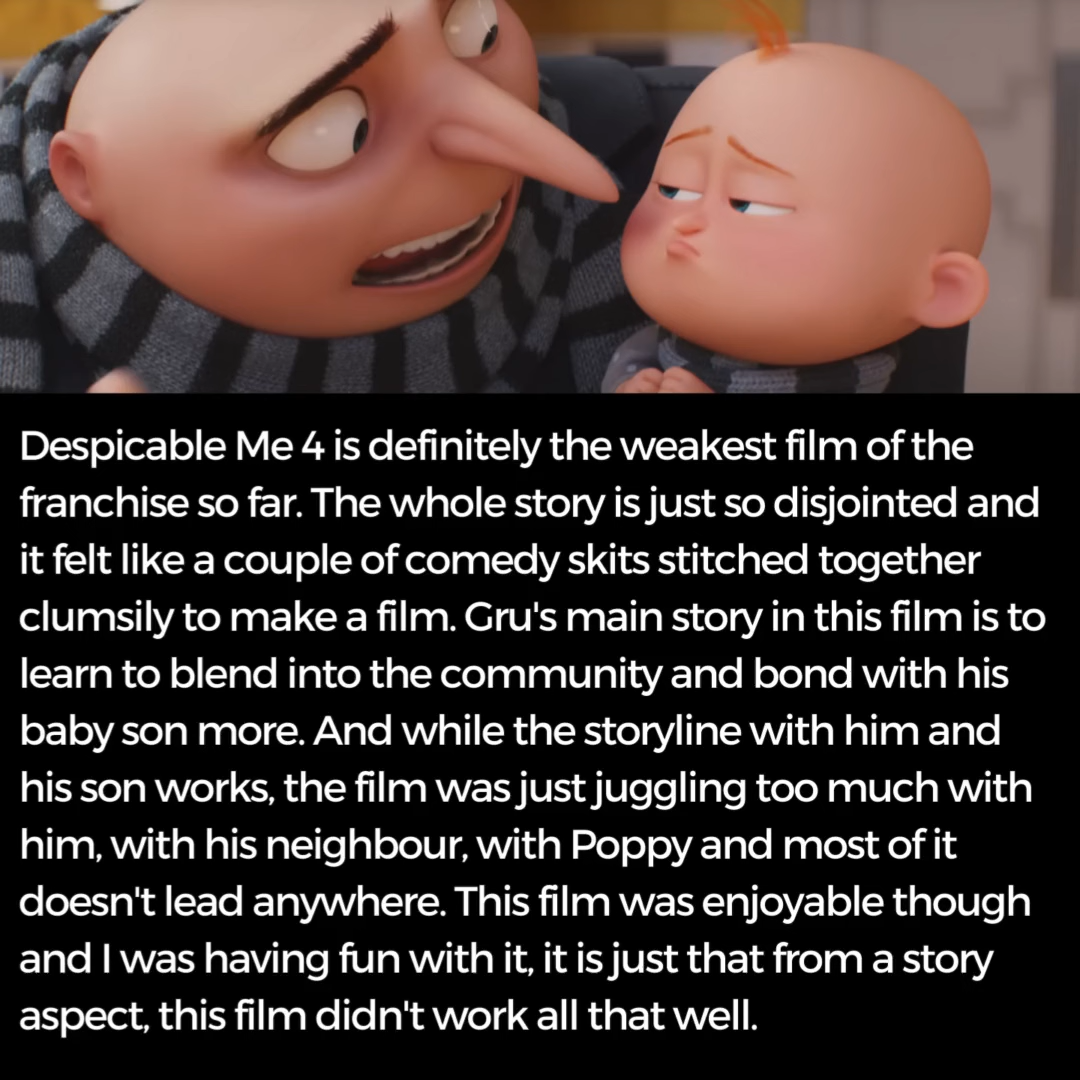 Despicable Me 4 is definitely the weakest film of the
franchise so far. The whole story is just so disjointed and
it felt like a couple of comedy skits stitched together
clumsily to make a film. Gru's main story in this film is to
learn to blend into the community and bond with his
baby son more. And while the storyline with him and
his son works, the film was just juggling too much with
him, with his neighbour, with Poppy and most of it
doesn't lead anywhere. This film was enjoyable though
and I was having fun with it, it is just that from a story
aspect, this film didn't work all that well.